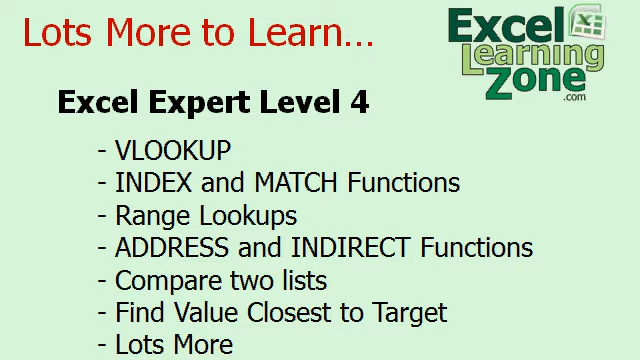 Lots More to Learn...
Excel
Learning
Zone
.com
Excel Expert Level 4
- VLOOKUP
- INDEX and MATCH Functions
- Range Lookups
- ADDRESS and INDIRECT Functions
- Compare two lists
- Find Value Closest to Target
- Lots More